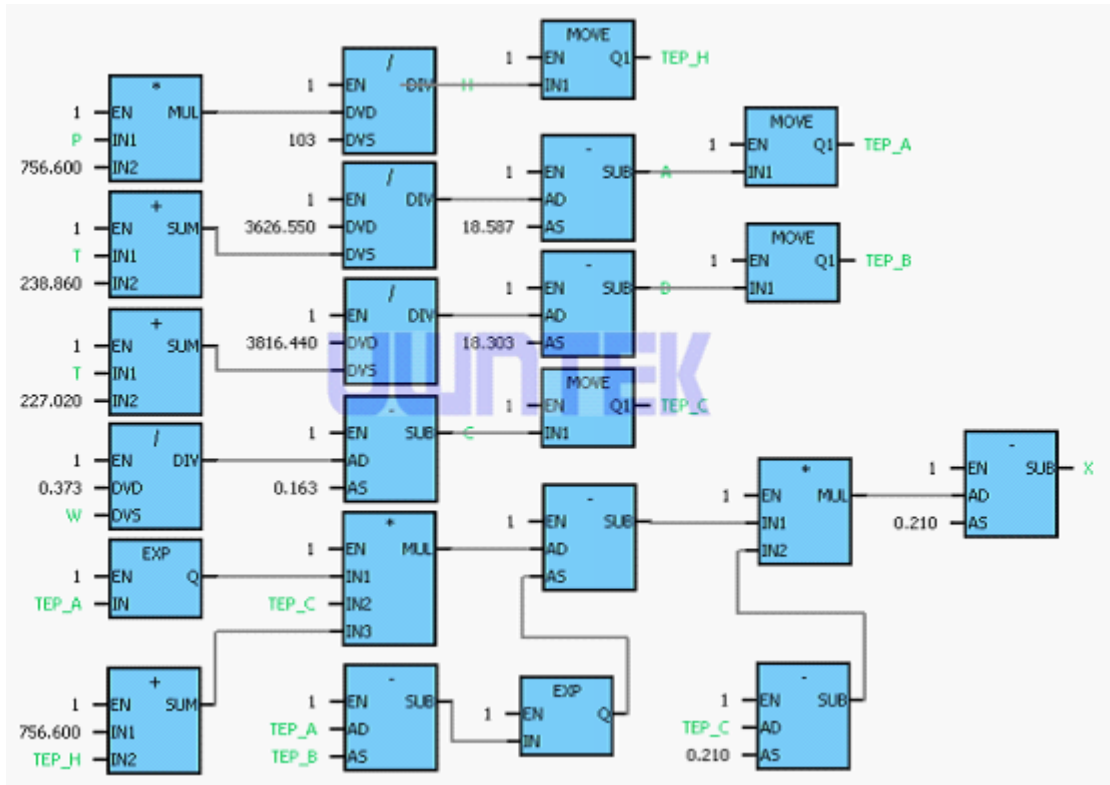 MOVE
1 EN Q1 TEP_H
IN1
/
1 EN DIV H
DVD
103 DVS
*
1 EN MUL
P IN1
756.600 IN2
MOVE
1 EN Q1 TEP_A
IN1
-
1 EN SUB A
AD
18.587 AS
/
1 EN DIV
3626.550 DVD
DVS
+
1 EN SUM
T IN1
238.860 IN2
MOVE
1 EN Q1 TEP_B
IN1
-
1 EN SUB
AD
18.303 AS
/
1 EN DIV
3816.440 DVD
DVS
+
1 EN SUM
T IN1
227.020 IN2
UWNTEK
MOVE
1 EN Q1 TEP_C
IN1
-
1 EN SUB C
AD
0.163 AS
/
1 EN DIV
0.373 DVD
W DVS
-
1 EN SUB X
AD
0.210 AS
*
1 EN MUL
IN1
IN2
-
1 EN SUB
AD
AS
*
1 EN MUL
IN1
TEP_C IN2
IN3
EXP
1 EN Q
TEP_A IN
+
1 EN SUM
756.600 IN1
TEP_H IN2
-
1 EN SUB
TEP_A AD
TEP_B AS
EXP
1 EN Q
IN
-
1 EN SUB
TEP_C AD
0.210 AS